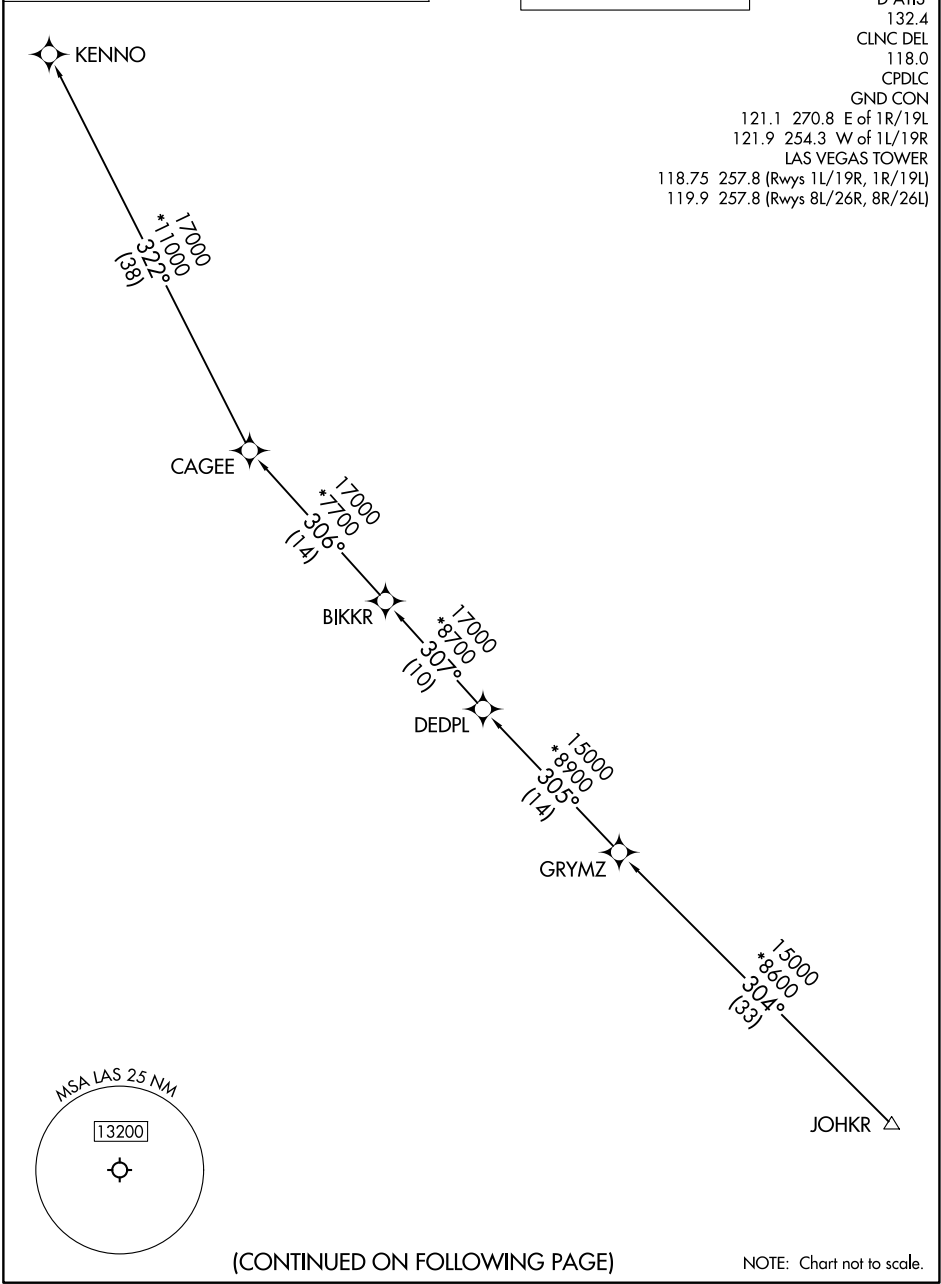 132.4
CLNC DEL
118.0
CPDLC
GND CON
121.1 270.8 E of 1R/19L
121.9 254.3 W of 1L/19R
LAS VEGAS TOWER
118.75 257.8 (Rwys 1L/19R, 1R/19L)
119.9 257.8 (Rwys 8L/26R, 8R/26L)
KENNO
17000
*11000
322°
(38)
CAGEE
17000
*7700
306°
(14)
BIKKR
17000
*8700
307°
(10)
DEDPL
15000
*8900
305°
(14)
GRYMZ
15000
*8600
304°
(33)
JOHKR
MSA LAS 25 NM
13200
(CONTINUED ON FOLLOWING PAGE)
NOTE: Chart not to scale.